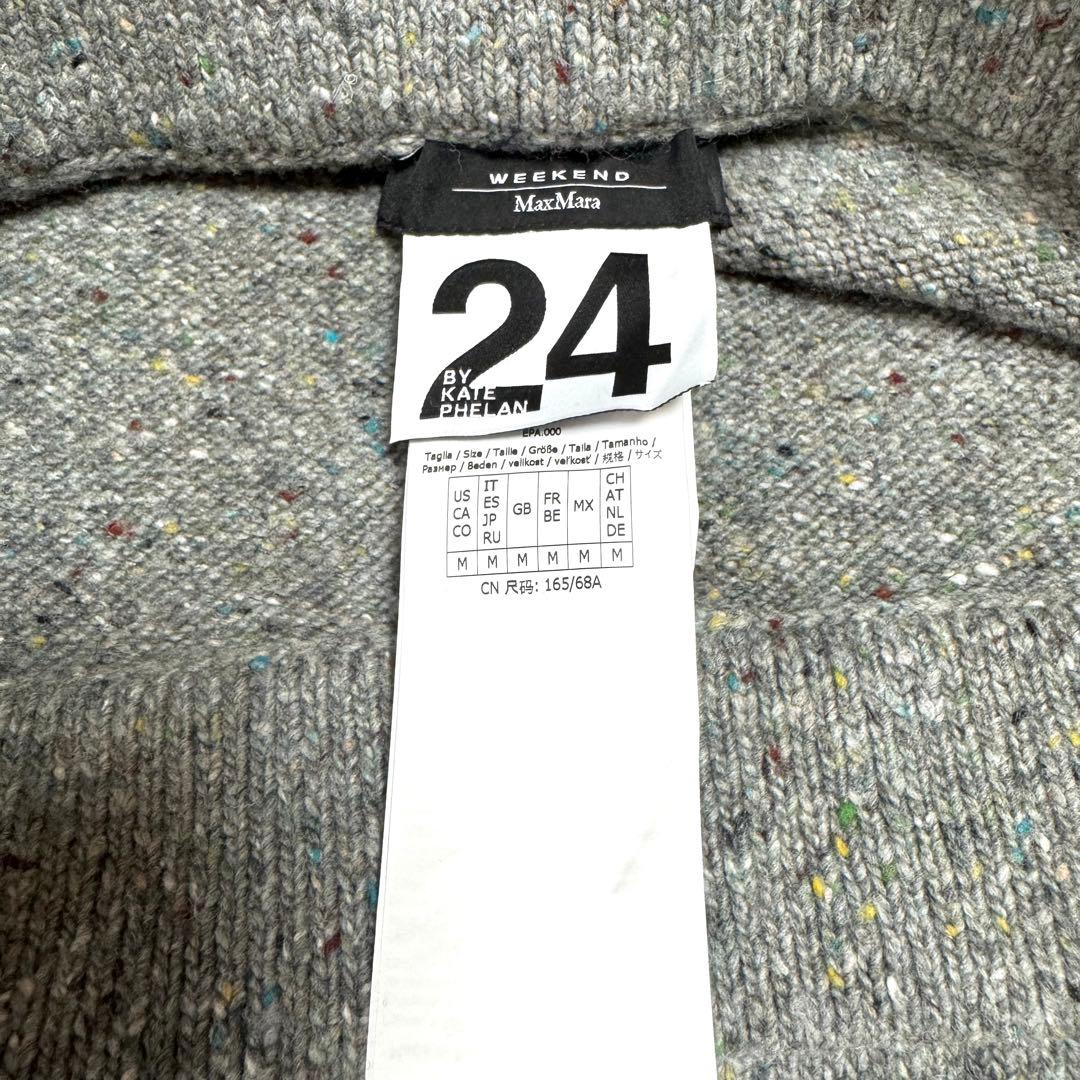 WEEKEND
MaxMara
24
BY
KATE
PHELAN
EPA.000
Taglia / Size / Taille / Größe / Talla / Tamanho /
Размер / Beden / velikost / veľkosť / 规格 / サイズ
US CA CO IT ES JP RU GB FR BE MX CH AT NL DE
M M M M M M
CN 尺码: 165/68A